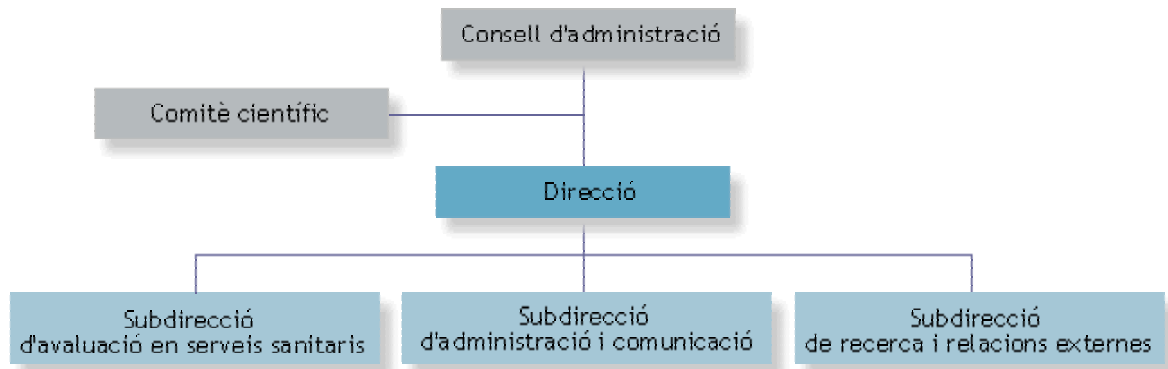 Consell d'administració
Comitè científic
Direcció
Subdirecció
d'avaluació en serveis sanitaris
Subdirecció
d'administració i comunicació
Subdirecció
de recerca i relacions externes